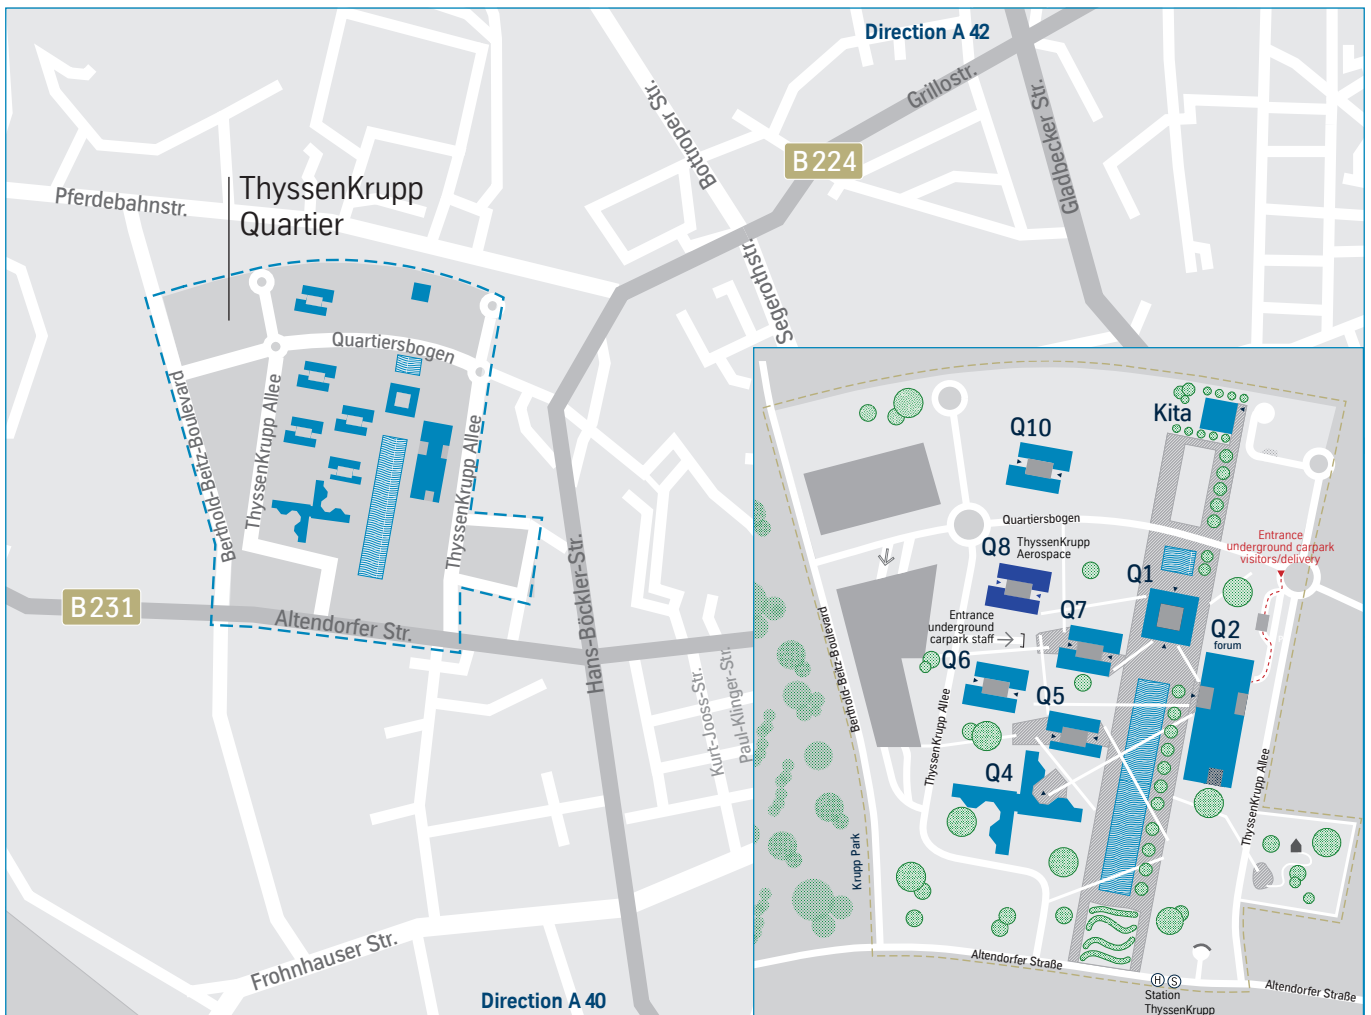 Direction A 42
Grillostr.
Bottroper Str.
Gladbecker Str.
B 224
Pferdebahnstr.
ThyssenKrupp
Quartier
Segerothstr.
Quartiersbogen
Berthold-Beitz-Boulevard
ThyssenKrupp Allee
ThyssenKrupp Allee
B 231
Altendorfer Str.
Hans-Böckler-Str.
Kurt-Jooss-Str.
Paul-Klinger-Str.
Frohnhauser Str.
Direction A 40
Kita
Q10
Quartiersbogen
Entrance
underground carpark
visitors/delivery
Q8
ThyssenKrupp
Aerospace
Q1
Q7
Entrance
underground
carpark staff
Q2
forum
Q6
Q5
Q4
Berthold-Beitz-Boulevard
ThyssenKrupp Allee
ThyssenKrupp Allee
Krupp Park
Altendorfer Straße
H S
Station
ThyssenKrupp
Altendorfer Straße